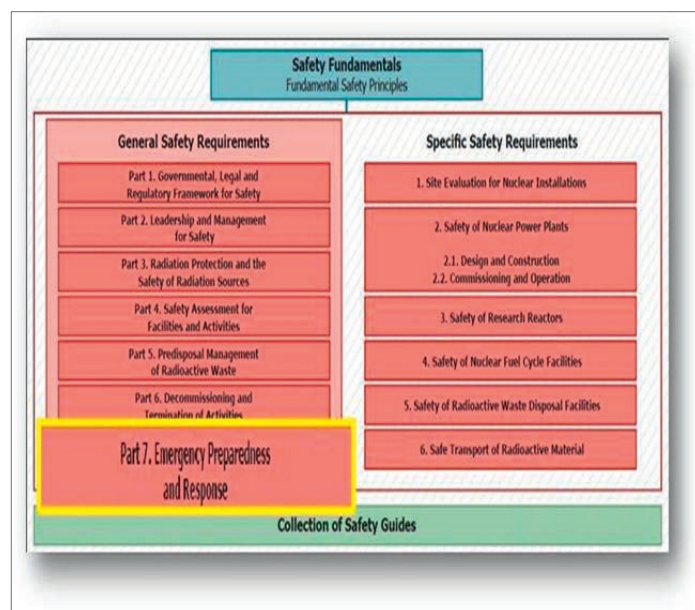 Safety Fundamentals
Fundamental Safety Principles
General Safety Requirements
Part 1. Governmental, Legal and
Regulatory Framework for Safety
Part 2. Leadership and Management
for Safety
Part 3. Radiation Protection and the
Safety of Radiation Sources
Part 4. Safety Assessment for
Facilities and Activities
Part 5. Predisposal Management
of Radioactive Waste
Part 6. Decommissioning and
Termination of Activities
Part 7. Emergency Preparedness
and Response
Specific Safety Requirements
1. Site Evaluation for Nuclear Installations
2. Safety of Nuclear Power Plants
2.1. Design and Construction
2.2. Commissioning and Operation
3. Safety of Research Reactors
4. Safety of Nuclear Fuel Cycle Facilities
5. Safety of Radioactive Waste Disposal Facilities
6. Safe Transport of Radioactive Material
Collection of Safety Guides